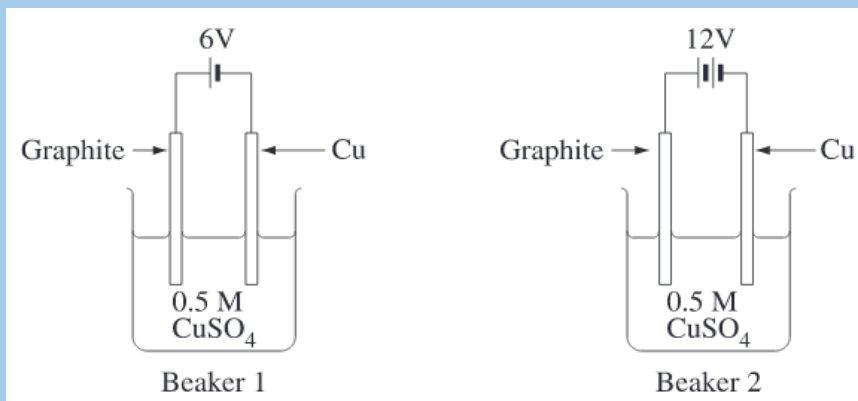 6V
Graphite
Cu
0.5 M
CuSO4
Beaker 1
12V
Graphite
Cu
0.5 M
CuSO4
Beaker 2